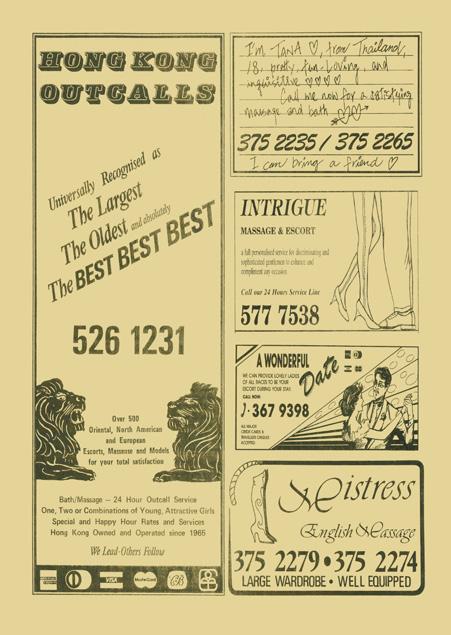 HONG KONG
OUTCALLS
Universally Recognised as
The Largest
The Oldest and absolutely
The BEST BEST BEST
526 1231
Over 500
Oriental, North American
and European
Escorts, Masseuse and Models
for your total satisfaction
Bath/Massage – 24 Hour Outcall Service
One, Two or Combinations of Young, Attractive Girls
Special and Happy Hour Rates and Services
Hong Kong Owned and Operated since 1965
We Lead-Others Follow
VISA MasterCard CB
I'm TANA ♡, from Thailand,
18, pretty, fun-loving, and
inquisitive ♡♡♡♡
Call me now for a satisfying
massage and bath
375 2235 / 375 2265
I can bring a friend ♡
INTRIGUE
MASSAGE & ESCORT
a full personalised service for discriminating and
sophisticated gentlemen to enhance and
compliment any occasion
Call our 24 Hours Service Line
577 7538
A WONDERFUL
Date
WE CAN PROVIDE LOVELY LADIES
OF ALL RACES TO BE YOUR
ESCORT DURING YOUR STAY.
CALL NOW:
367 9398
ALL MAJOR
CREDIT CARDS &
TRAVELLERS CHEQUES
ACCEPTED
Mistress
English Massage
375 2279 • 375 2274
LARGE WARDROBE • WELL EQUIPPED